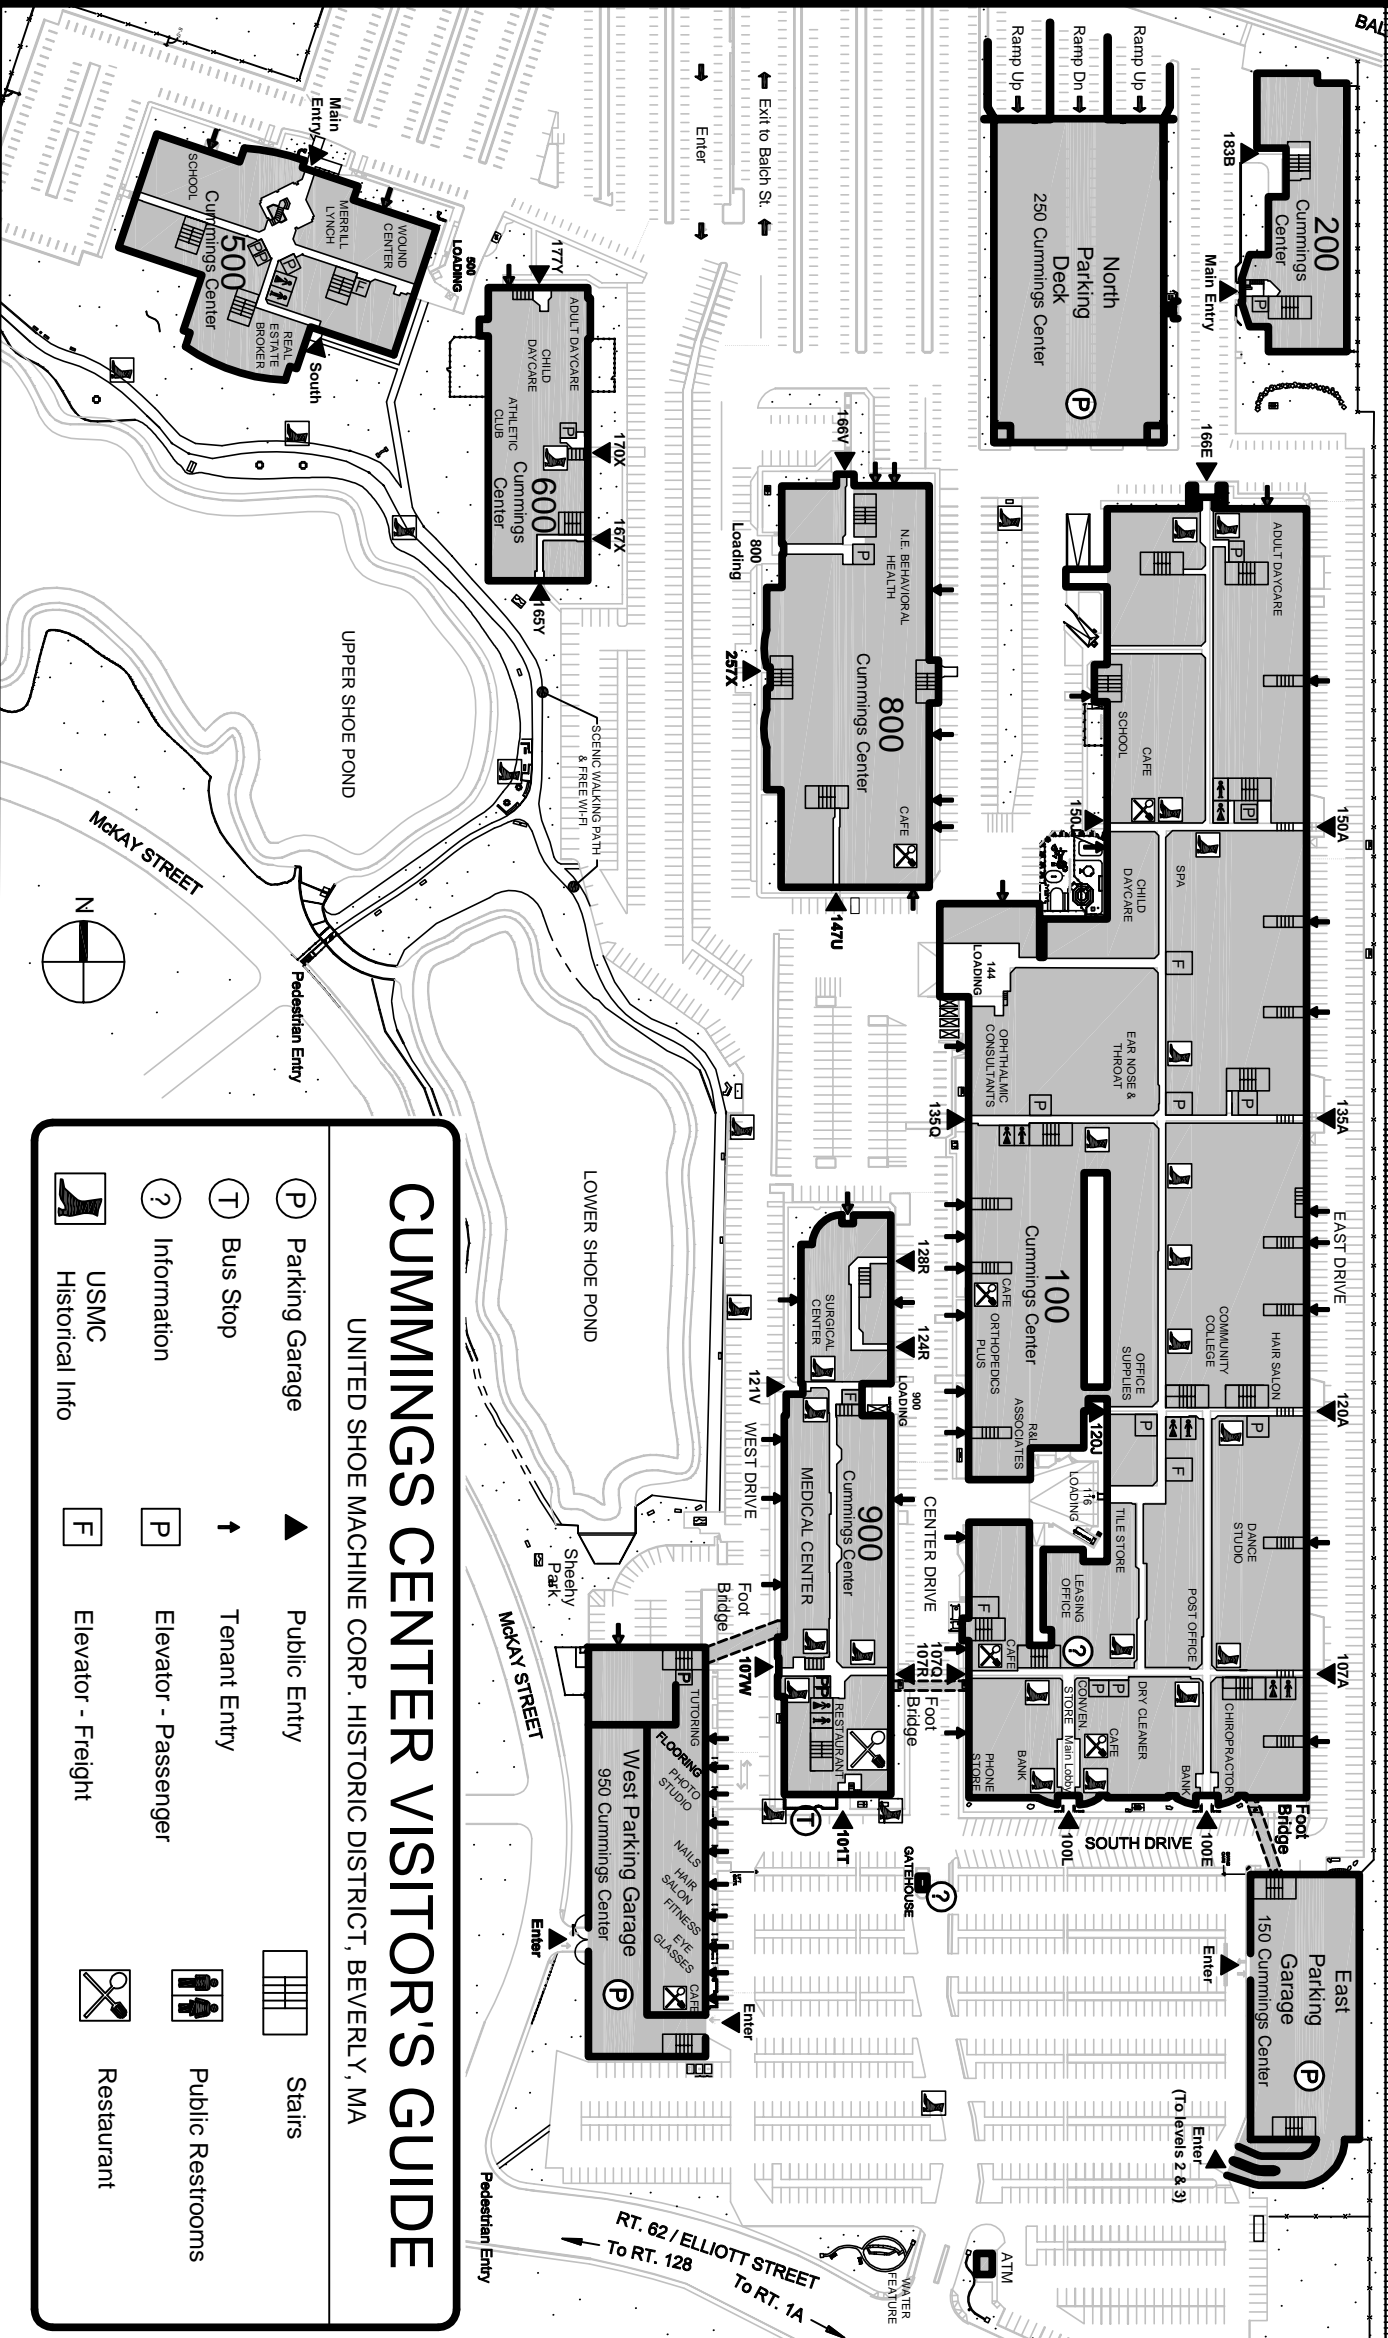 CUMMINGS CENTER VISITOR'S GUIDE
UNITED SHOE MACHINE CORP. HISTORIC DISTRICT, BEVERLY, MA
P Parking Garage
T Bus Stop
? Information
USMC
Historical Info
Public Entry
Tenant Entry
P Elevator - Passenger
F Elevator - Freight
Stairs
Public Restrooms
Restaurant
BAL
Ramp Up
Ramp Dn
Ramp Up
North
Parking
Deck
250 Cummings Center
P
200
Cummings
Center
P
183B
Main Entry
Exit to Balch St.
Enter
Main
Entry
SCHOOL
Cummings Center
500
MERRILL
LYNCH
WOUND
CENTER
P
P
P
F
REAL
ESTATE
BROKER
South
500
LOADING
177Y
ADULT DAYCARE
CHILD
DAYCARE
ATHLETIC
CLUB
P
600
Cummings
Center
170X
167X
165Y
166V
N.E. BEHAVIORAL
HEALTH
P
800
Loading
257X
800
Cummings Center
CAFE
147U
166E
ADULT DAYCARE
P
SCHOOL
CAFE
P
150J
150A
SPA
CHILD
DAYCARE
F
144
LOADING
OPHTHALMIC
CONSULTANTS
EAR NOSE &
THROAT
P
P
P
135Q
135A
EAST DRIVE
100
Cummings Center
CAFE
ORTHOPEDICS
PLUS
R&L
ASSOCIATES
OFFICE
SUPPLIES
COMMUNITY
COLLEGE
HAIR SALON
120A
120J
P
P
F
116
LOADING
TILE STORE
LEASING
OFFICE
?
POST OFFICE
DANCE
STUDIO
F
CAFE
107A
107Q
107R
Foot
Bridge
PHONE
STORE
BANK
CONVEN.
STORE
Main Lobby
P
P
DRY CLEANER
CAFE
BANK
CHIROPRACTOR
100L
SOUTH DRIVE
100E
Foot
Bridge
128R
124R
900
LOADING
SURGICAL
CENTER
F
121V
WEST DRIVE
MEDICAL CENTER
900
Cummings Center
CENTER DRIVE
Foot
Bridge
107W
P
P
RESTAURANT
T
101T
GATEHOUSE
?
UPPER SHOE POND
SCENIC WALKING PATH
& FREE WI-FI
McKAY STREET
N
Pedestrian Entry
LOWER SHOE POND
Sheehy
Park
McKAY STREET
P
TUTORING
FLOORING
PHOTO
STUDIO
NAILS
HAIR
SALON
FITNESS
EYE
GLASSES
CAFE
West Parking Garage
950 Cummings Center
P
Enter
Enter
East
Parking
Garage
150 Cummings Center
P
Enter
Enter
(To levels 2 & 3)
Pedestrian Entry
RT. 62 / ELLIOTT STREET
To RT. 128
To RT. 1A
WATER
FEATURE
ATM